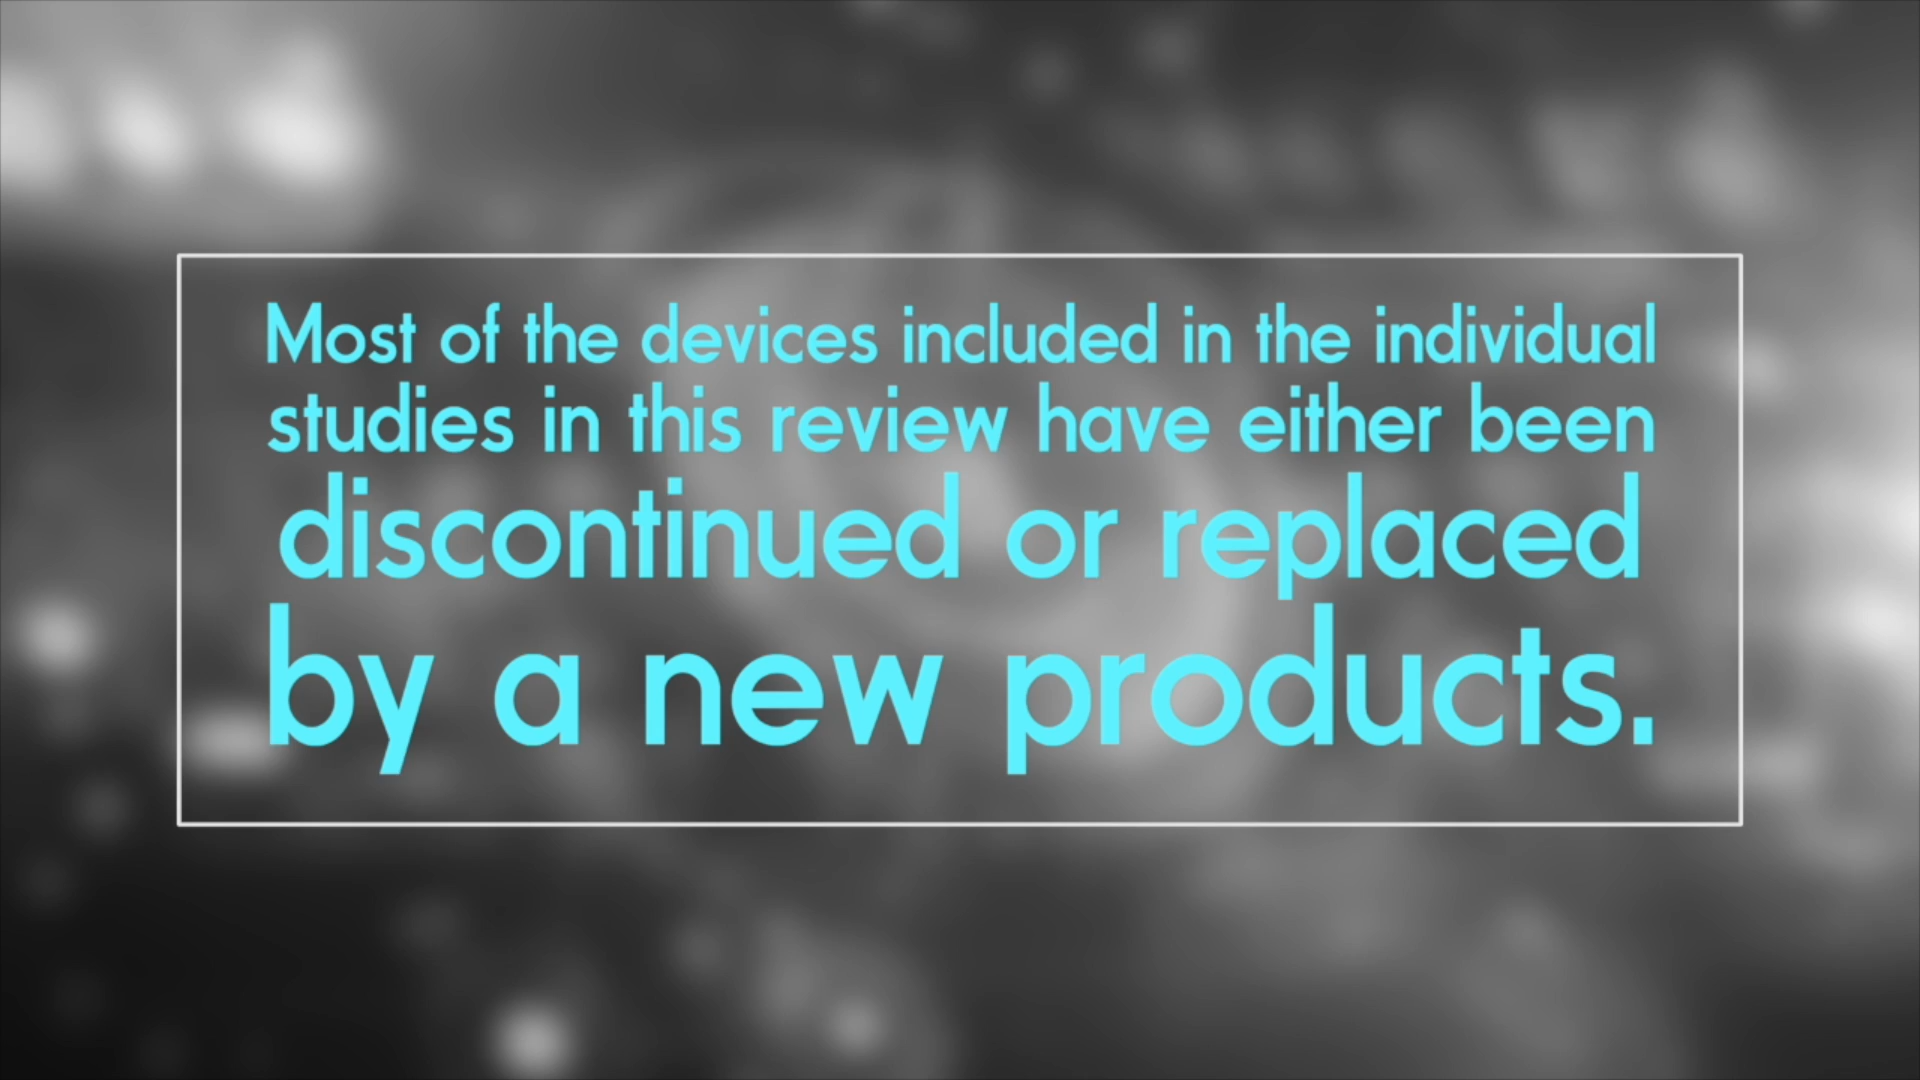 Most of the devices included in the individual
studies in this review have either been
discontinued or replaced
by a new products.